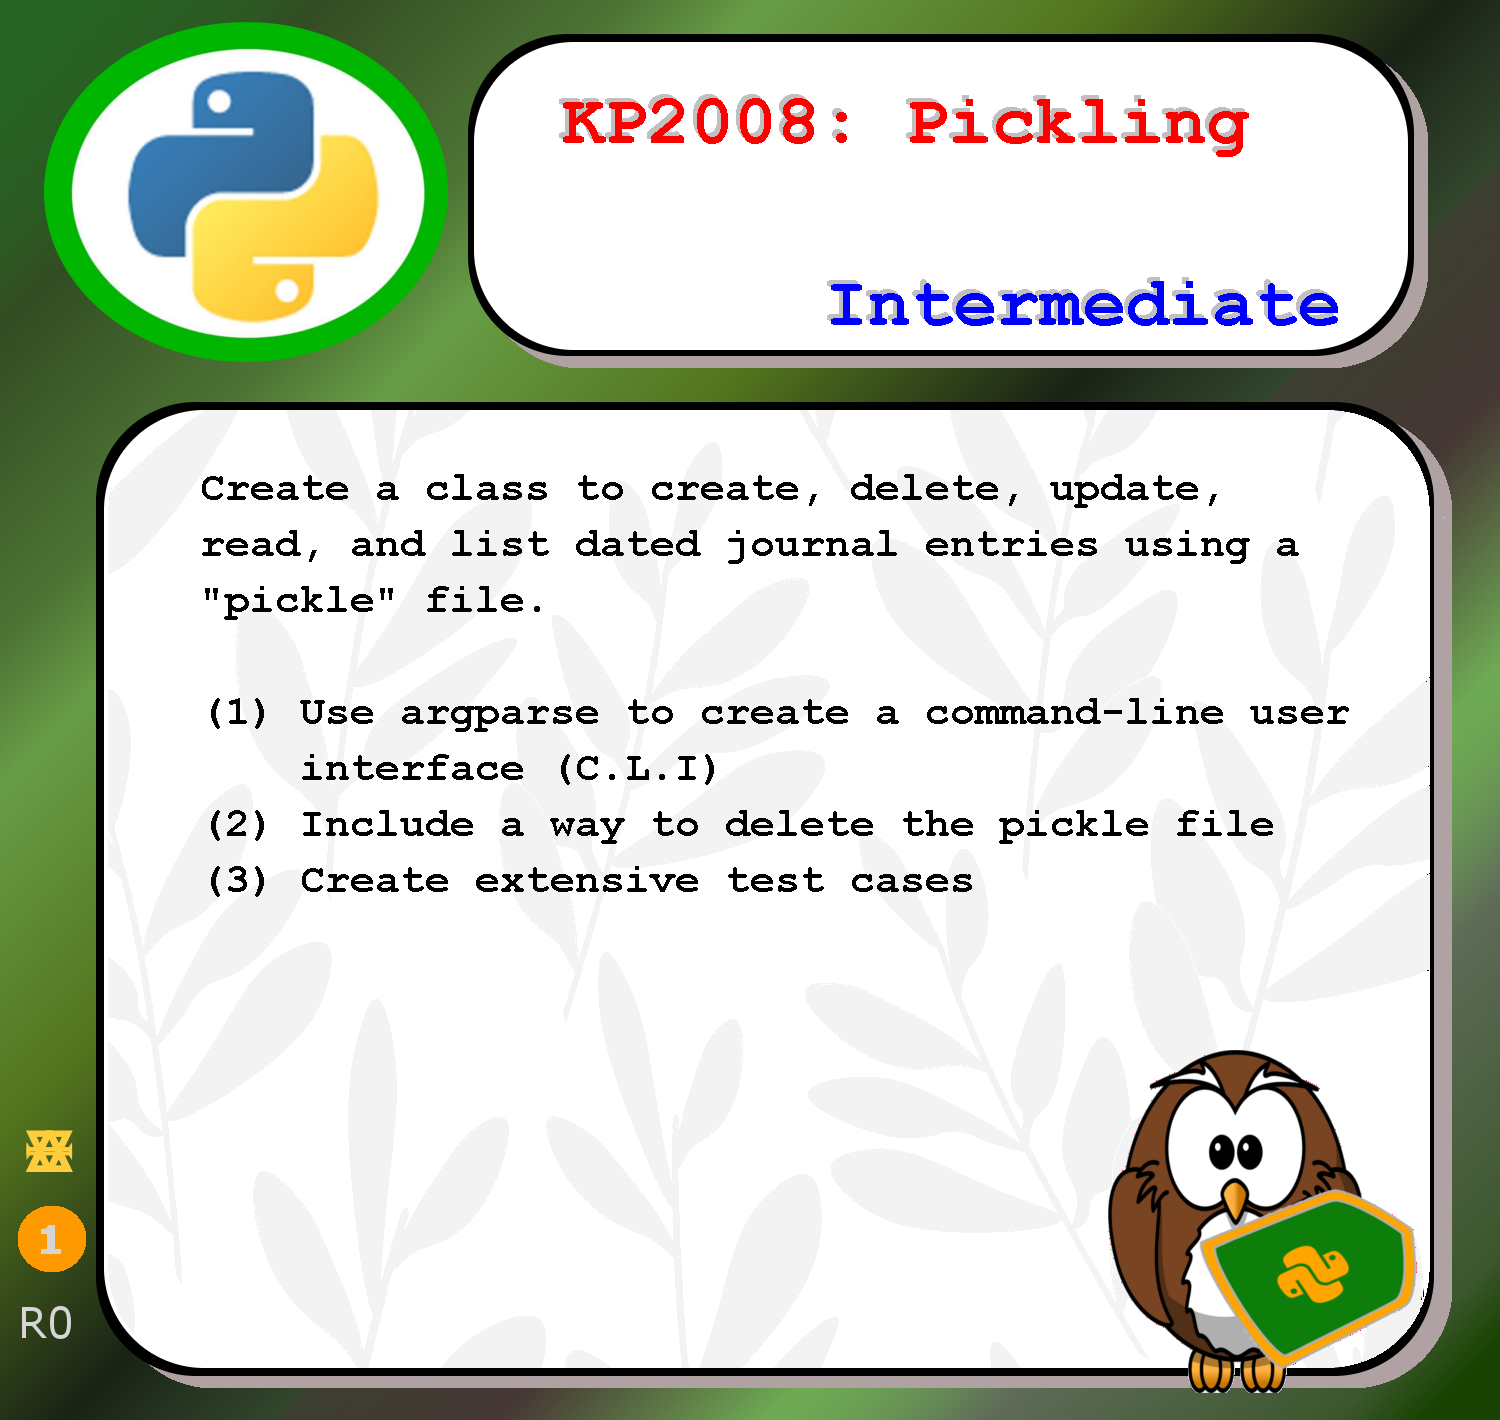 KP2008: Pickling
Intermediate
Create a class to create, delete, update,
read, and list dated journal entries using a
"pickle" file.
(1) Use argparse to create a command-line user
interface (C.L.I)
(2) Include a way to delete the pickle file
(3) Create extensive test cases
1
R0